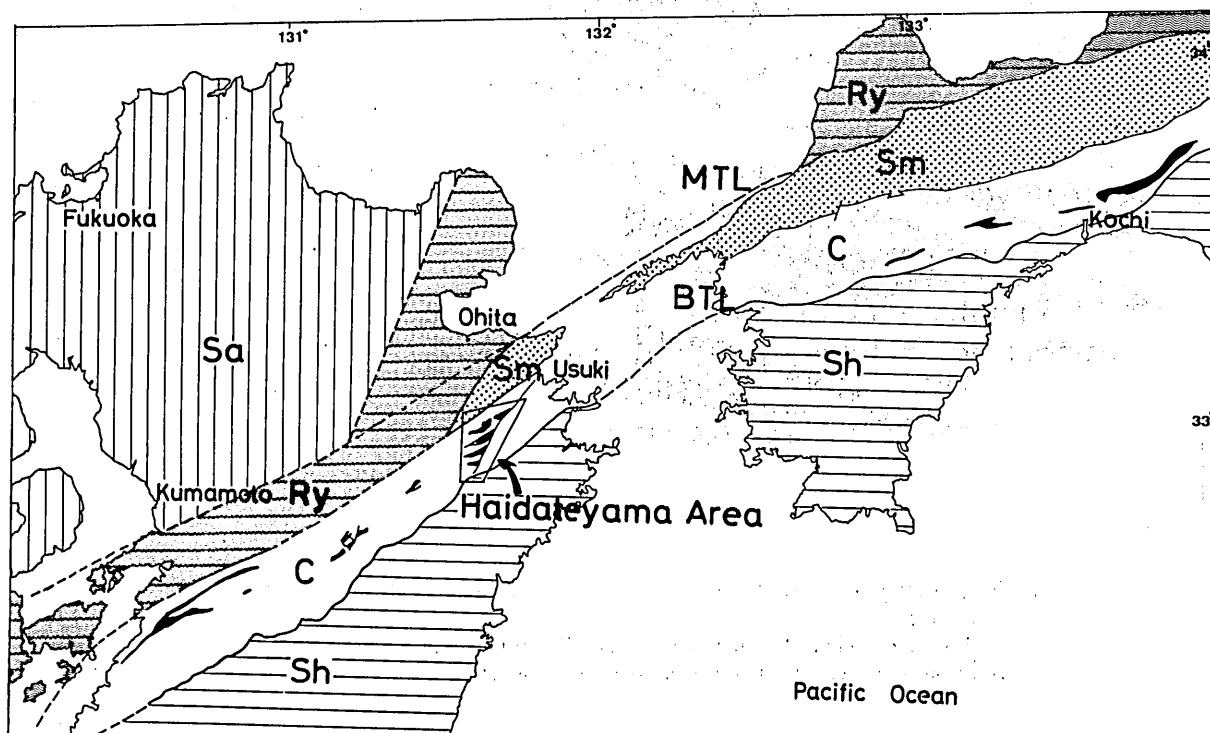 131°
132°
133°
34°
Ry
Sm
MTL
Fukuoka
Kochi
C
BTL
Ohita
Sa
Sm
Usuki
Sh
33°
Kumamoto
Ry
Haidateyama Area
C
Sh
Pacific Ocean